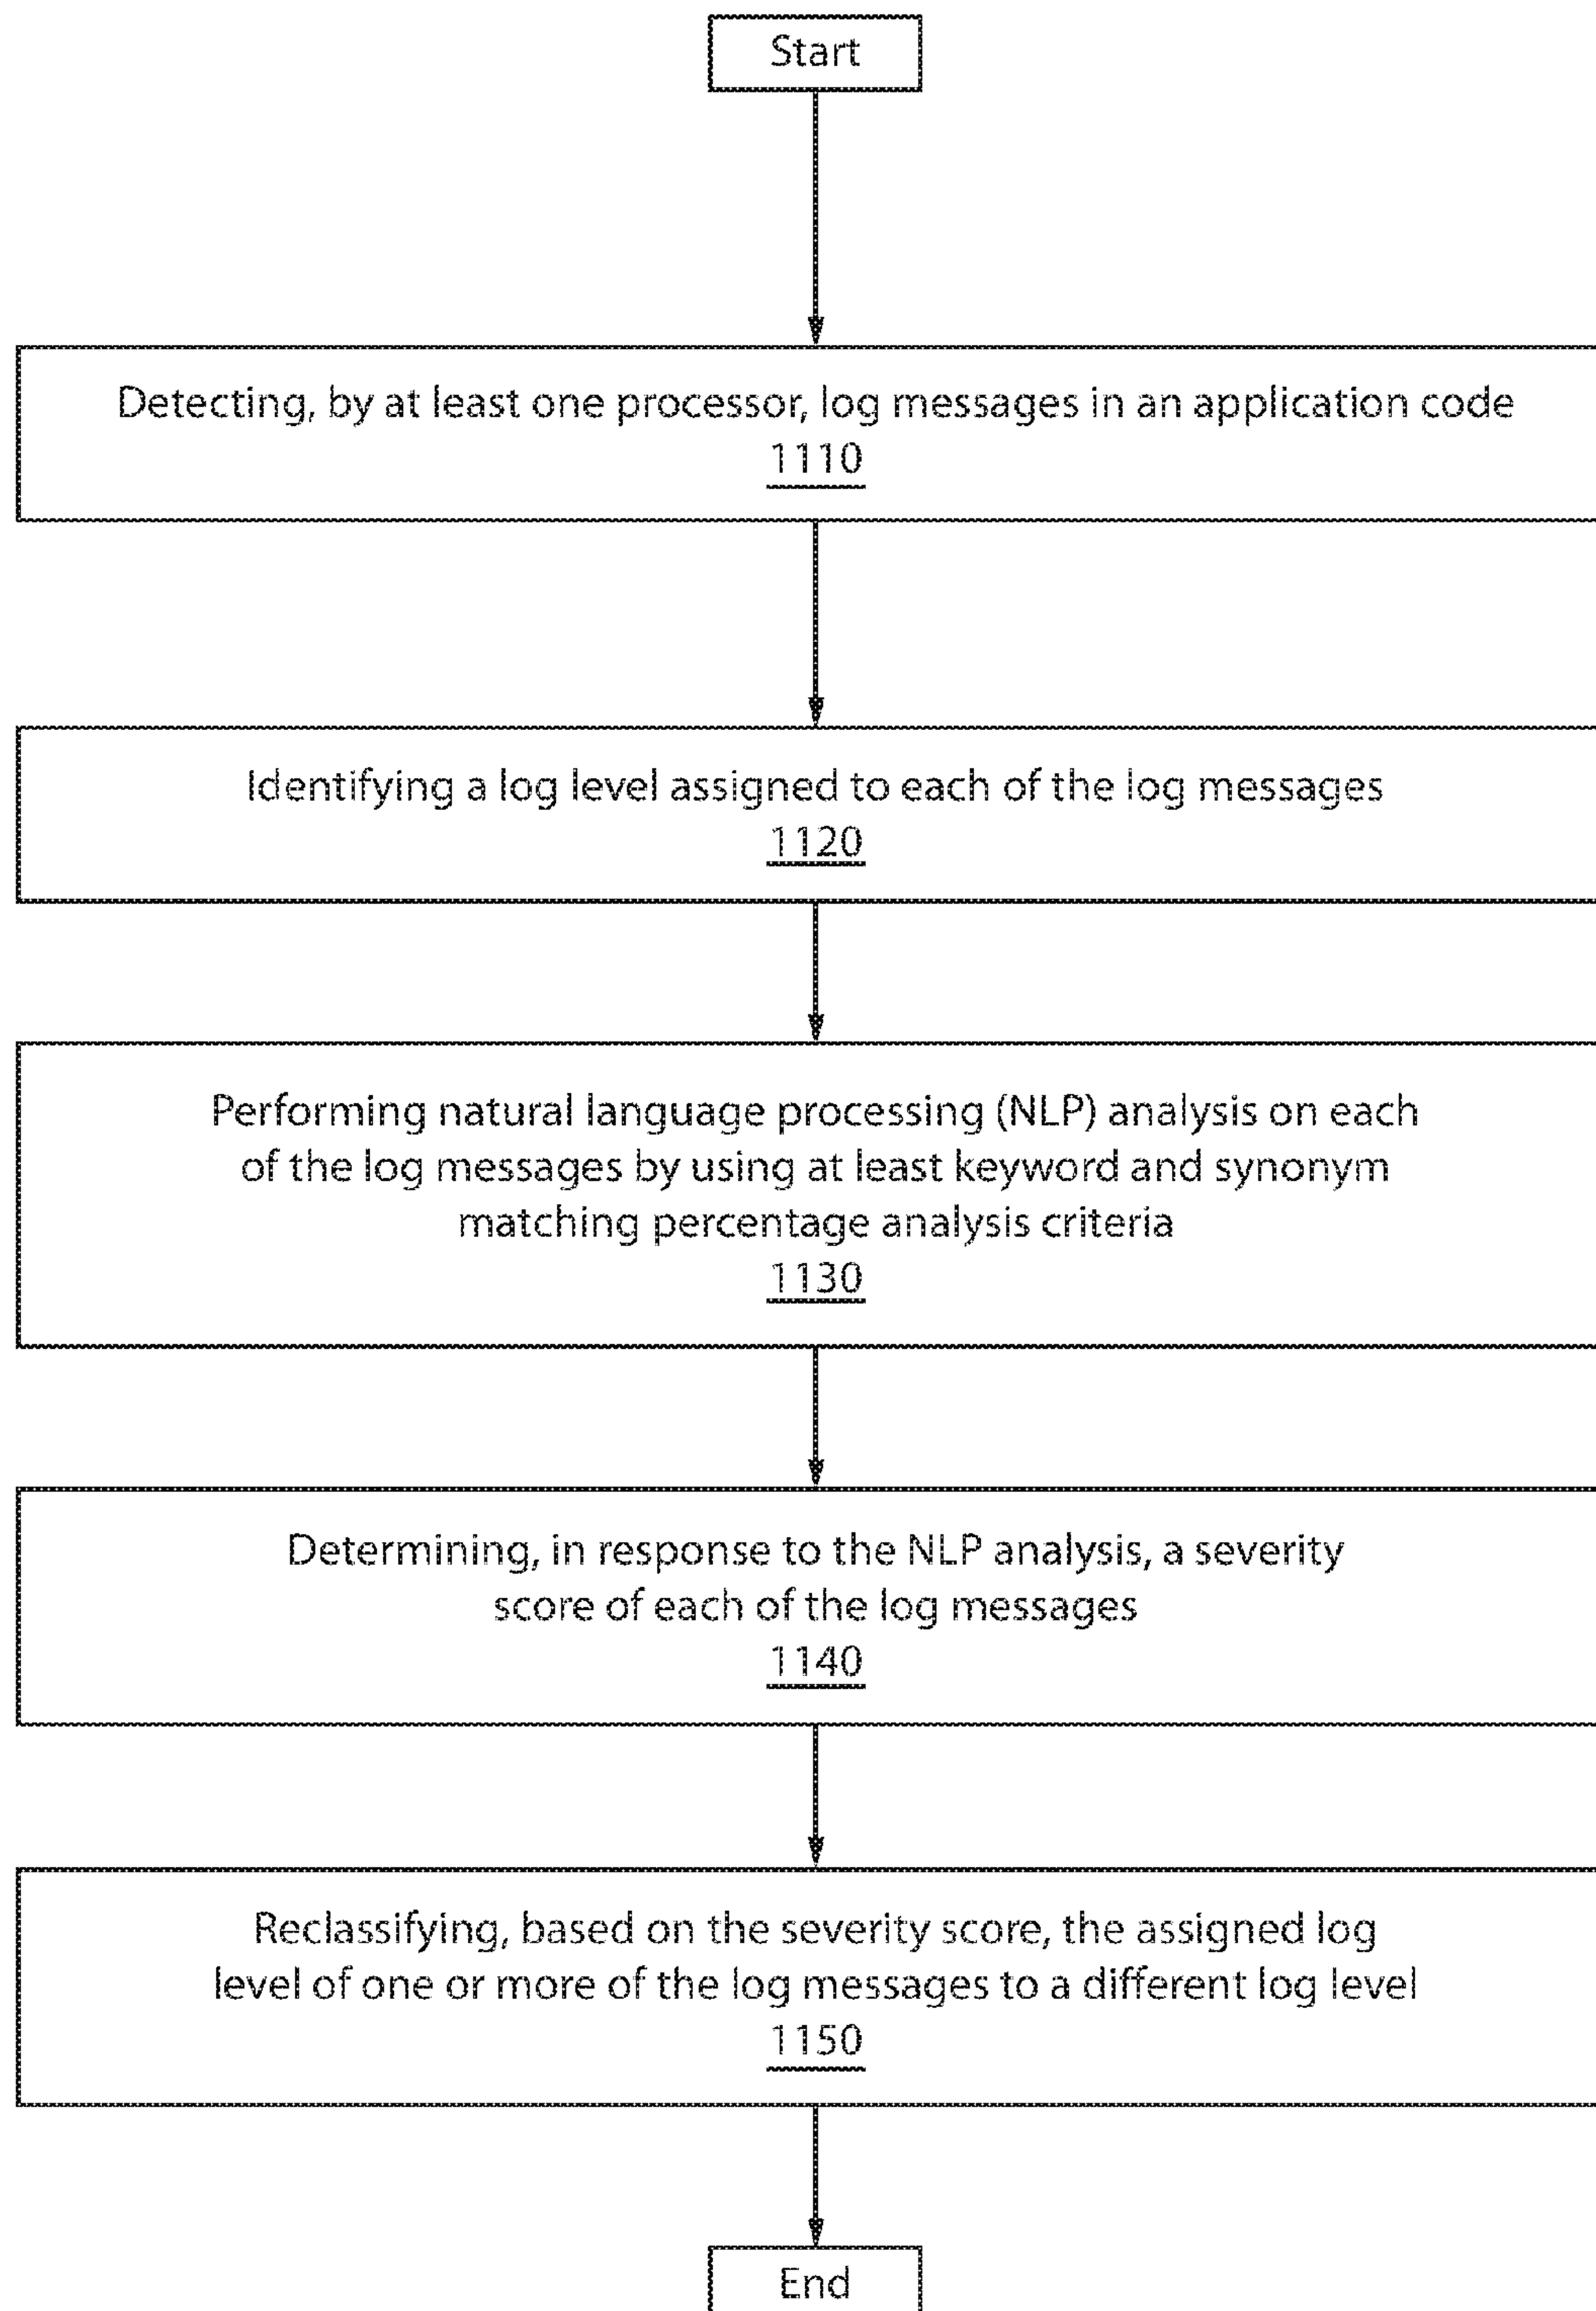 Start
Detecting, by at least one processor, log messages in an application code
1110
Identifying a log level assigned to each of the log messages
1120
Performing natural language processing (NLP) analysis on each
of the log messages by using at least keyword and synonym
matching percentage analysis criteria
1130
Determining, in response to the NLP analysis, a severity
score of each of the log messages
1140
Reclassifying, based on the severity score, the assigned log
level of one or more of the log messages to a different log level
1150
End